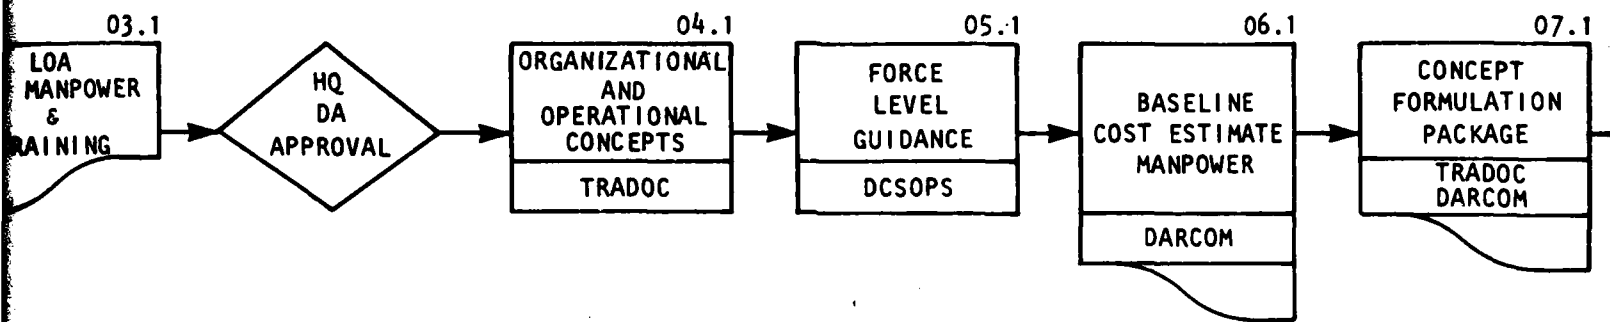 03.1
LOA
MANPOWER
&
RAINING
HQ
DA
APPROVAL
04.1
ORGANIZATIONAL
AND
OPERATIONAL
CONCEPTS
TRADOC
05.1
FORCE
LEVEL
GUIDANCE
DCSOPS
06.1
BASELINE
COST ESTIMATE
MANPOWER
DARCOM
07.1
CONCEPT
FORMULATION
PACKAGE
TRADOC
DARCOM